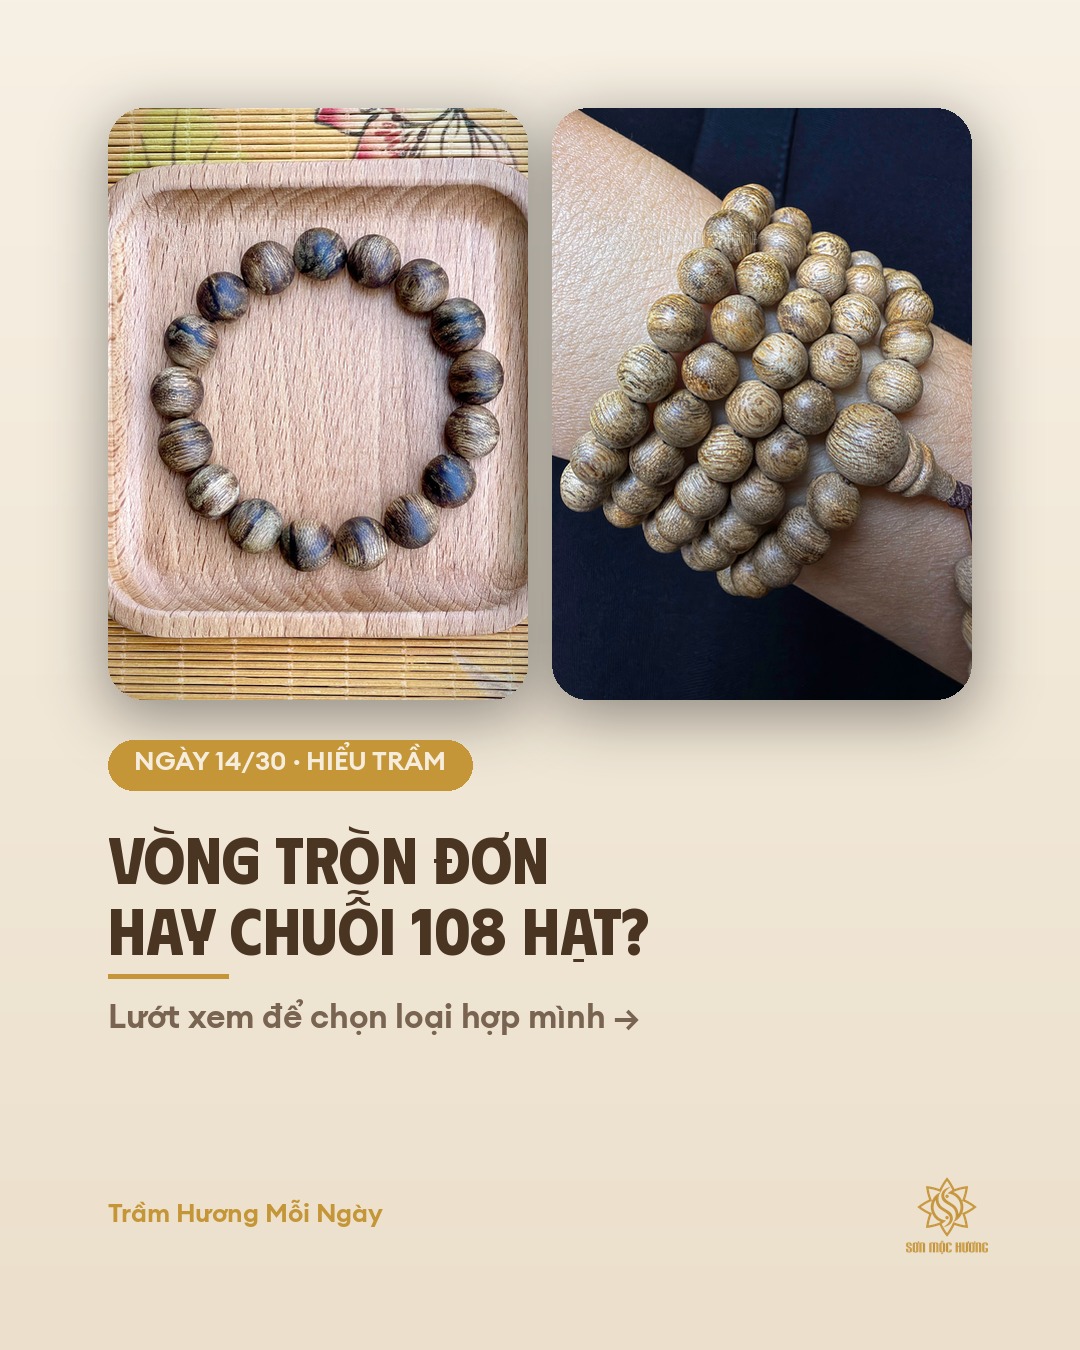 NGÀY 14/30 · HIỂU TRẦM
VÒNG TRÒN ĐƠN
HAY CHUỖI 108 HẠT?
Lướt xem để chọn loại hợp mình →
Trầm Hương Mỗi Ngày
SƠN MỘC HƯƠNG